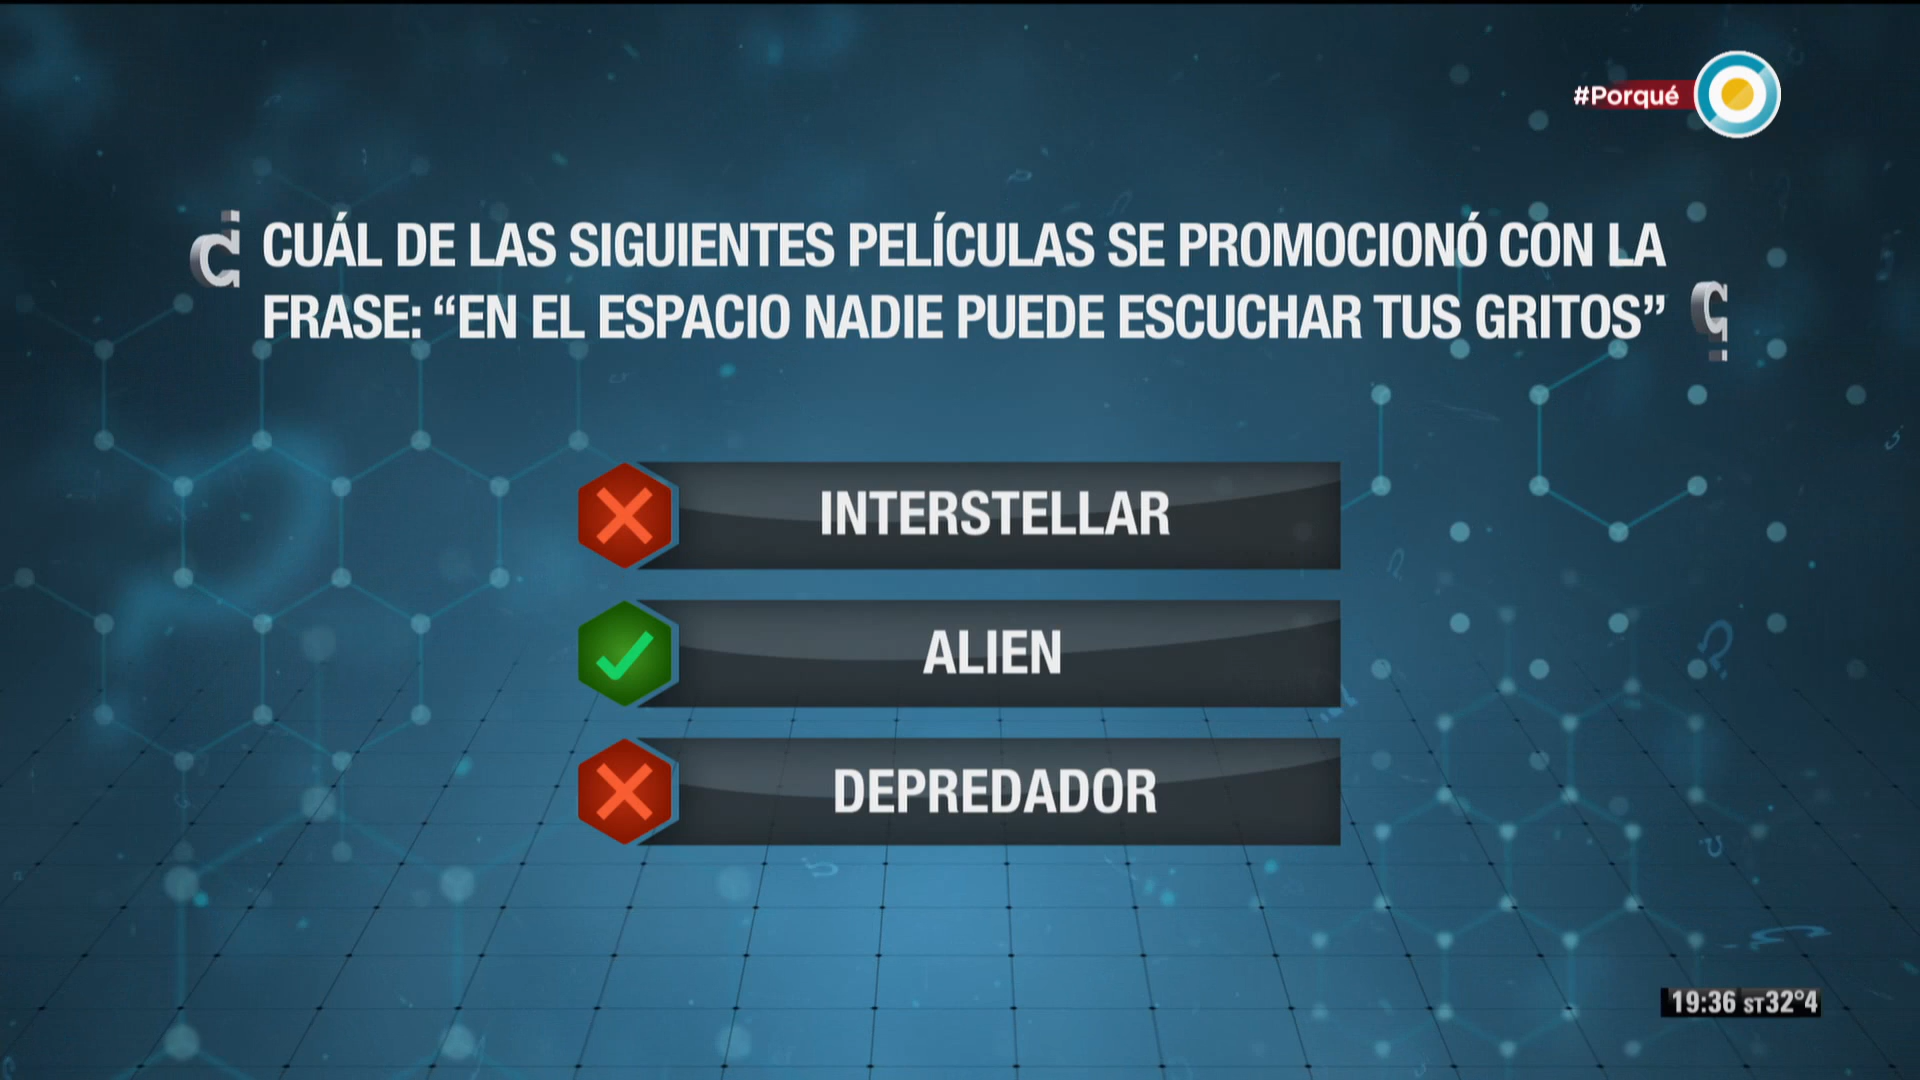 #Porqué
¿CUÁL DE LAS SIGUIENTES PELÍCULAS SE PROMOCIONÓ CON LA
FRASE: “EN EL ESPACIO NADIE PUEDE ESCUCHAR TUS GRITOS”?
INTERSTELLAR
ALIEN
DEPREDADOR
19:36 ST32°4